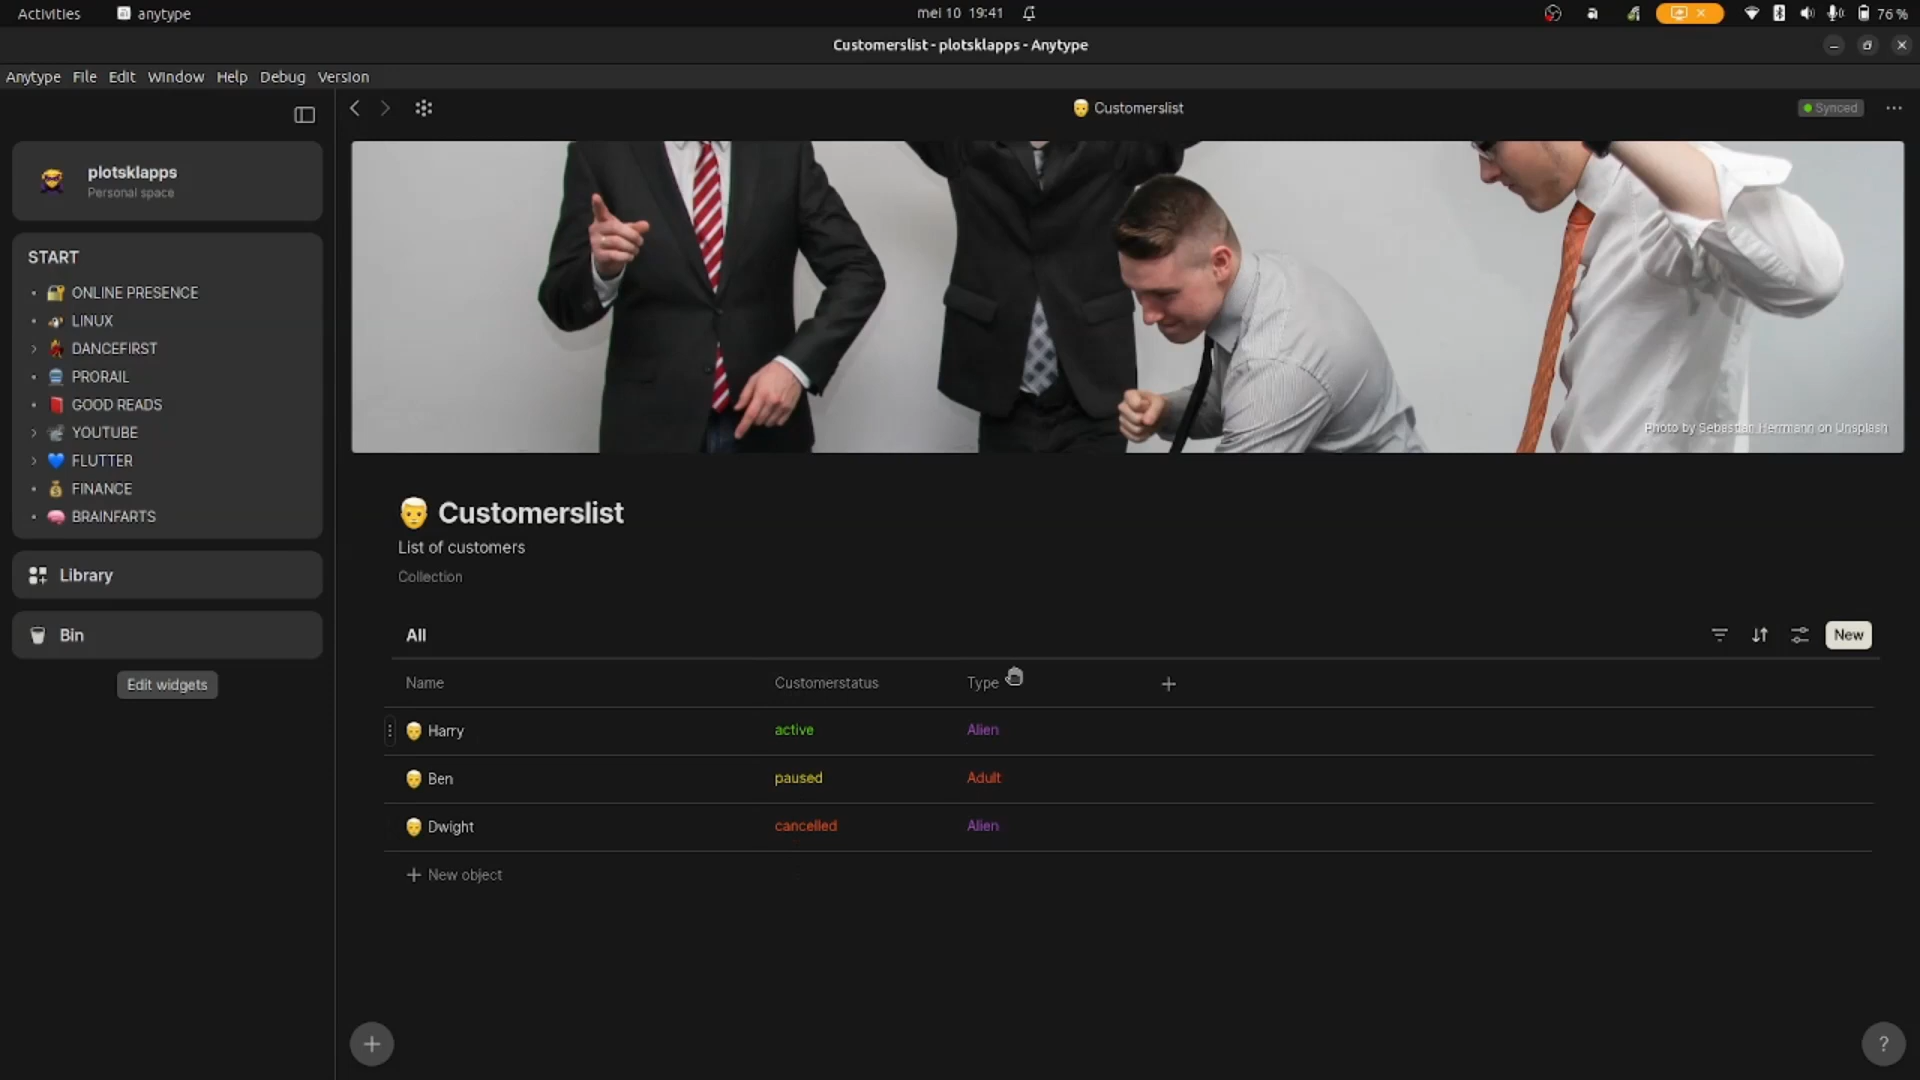 Activities anytype mei 10 19:41 76 %
Customerslist - plotsklapps - Anytype
Anytype File Edit Window Help Debug Version
Customerslist Synced
plotsklapps
Personal space
START
ONLINE PRESENCE
LINUX
DANCEFIRST
PRORAIL
GOOD READS
YOUTUBE
FLUTTER
FINANCE
BRAINFARTS
Library
Bin
Edit widgets
Photo by Sebastian Herrmann on Unsplash
Customerslist
List of customers
Collection
All New
Name Customerstatus Type
Harry active Alien
Ben paused Adult
Dwight cancelled Alien
New object
?